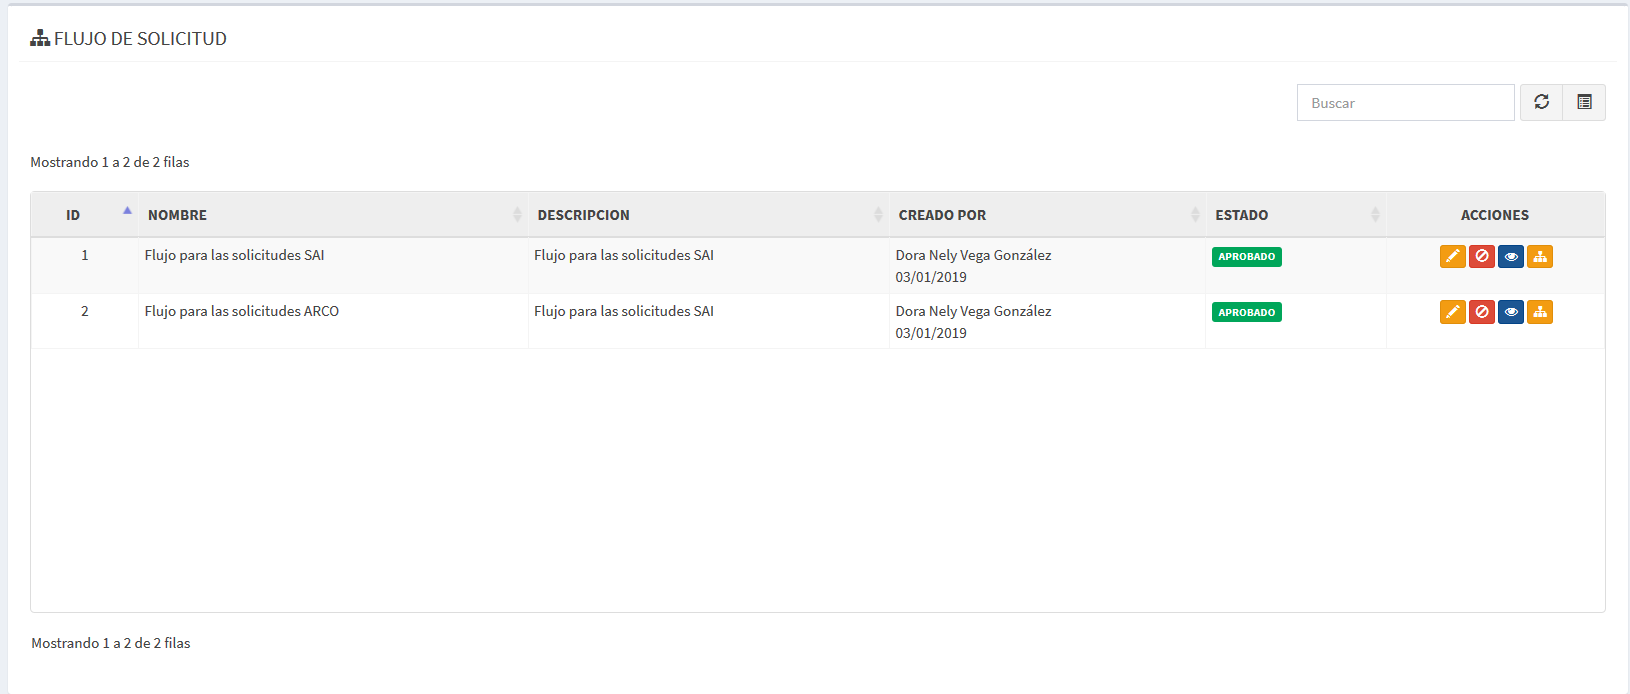 FLUJO DE SOLICITUD
Buscar
Mostrando 1 a 2 de 2 filas
ID NOMBRE DESCRIPCION CREADO POR ESTADO ACCIONES
1 Flujo para las solicitudes SAI Flujo para las solicitudes SAI Dora Nely Vega González APROBADO
03/01/2019
2 Flujo para las solicitudes ARCO Flujo para las solicitudes SAI Dora Nely Vega González APROBADO
03/01/2019
Mostrando 1 a 2 de 2 filas